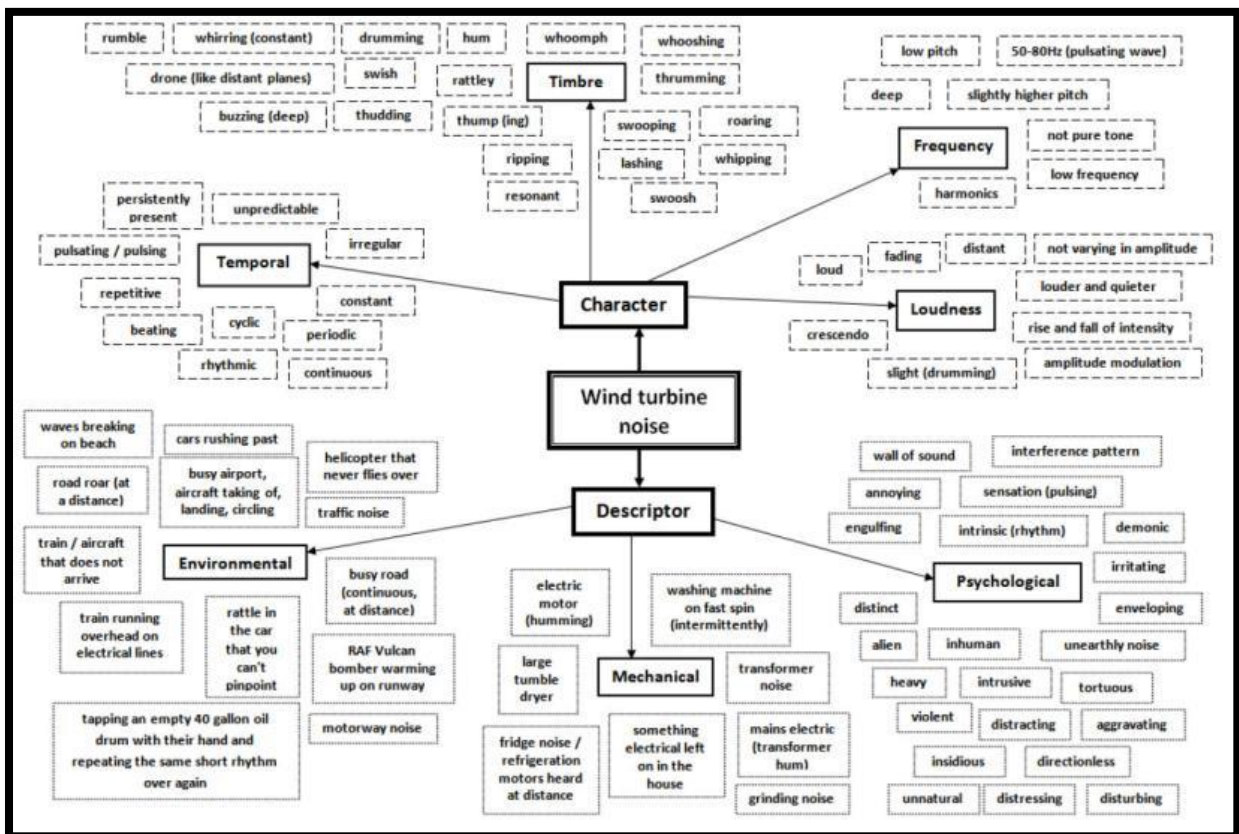 rumble
whirring (constant)
drumming
hum
whoomph
whooshing
drone (like distant planes)
swish
rattley
Timbre
thrumming
buzzing (deep)
thudding
thump (ing)
swooping
roaring
ripping
lashing
whipping
resonant
swoosh
low pitch
50-80Hz (pulsating wave)
deep
slightly higher pitch
Frequency
not pure tone
low frequency
harmonics
persistently
present
unpredictable
pulsating / pulsing
irregular
Temporal
repetitive
constant
beating
cyclic
periodic
rhythmic
continuous
Character
loud
fading
distant
not varying in amplitude
Loudness
louder and quieter
crescendo
rise and fall of intensity
slight (drumming)
amplitude modulation
Wind turbine
noise
waves breaking
on beach
cars rushing past
helicopter that
never flies over
road roar (at
a distance)
busy airport,
aircraft taking of,
landing, circling
traffic noise
train / aircraft
that does not
arrive
Environmental
busy road
(continuous,
at distance)
train running
overhead on
electrical lines
rattle in
the car
that you
can't
pinpoint
RAF Vulcan
bomber warming
up on runway
tapping an empty 40 gallon oil
drum with their hand and
repeating the same short rhythm
over again
motorway noise
Descriptor
electric
motor
(humming)
washing machine
on fast spin
(intermittently)
large
tumble
dryer
Mechanical
transformer
noise
fridge noise /
refrigeration
motors heard
at distance
something
electrical left
on in the
house
mains electric
(transformer
hum)
grinding noise
wall of sound
interference pattern
annoying
sensation (pulsing)
engulfing
intrinsic (rhythm)
demonic
Psychological
irritating
distinct
enveloping
alien
inhuman
unearthly noise
heavy
intrusive
tortuous
violent
distracting
aggravating
insidious
directionless
unnatural
distressing
disturbing